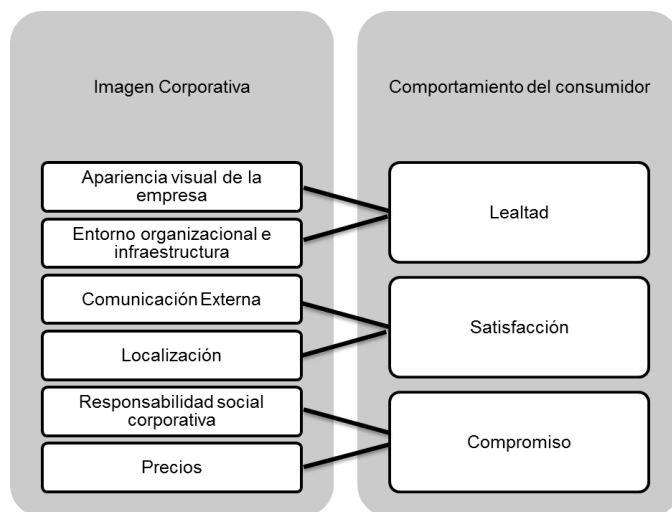 Imagen Corporativa
Apariencia visual de la
empresa
Entorno organizacional e
infraestructura
Comunicación Externa
Localización
Responsabilidad social
corporativa
Precios
Comportamiento del consumidor
Lealtad
Satisfacción
Compromiso